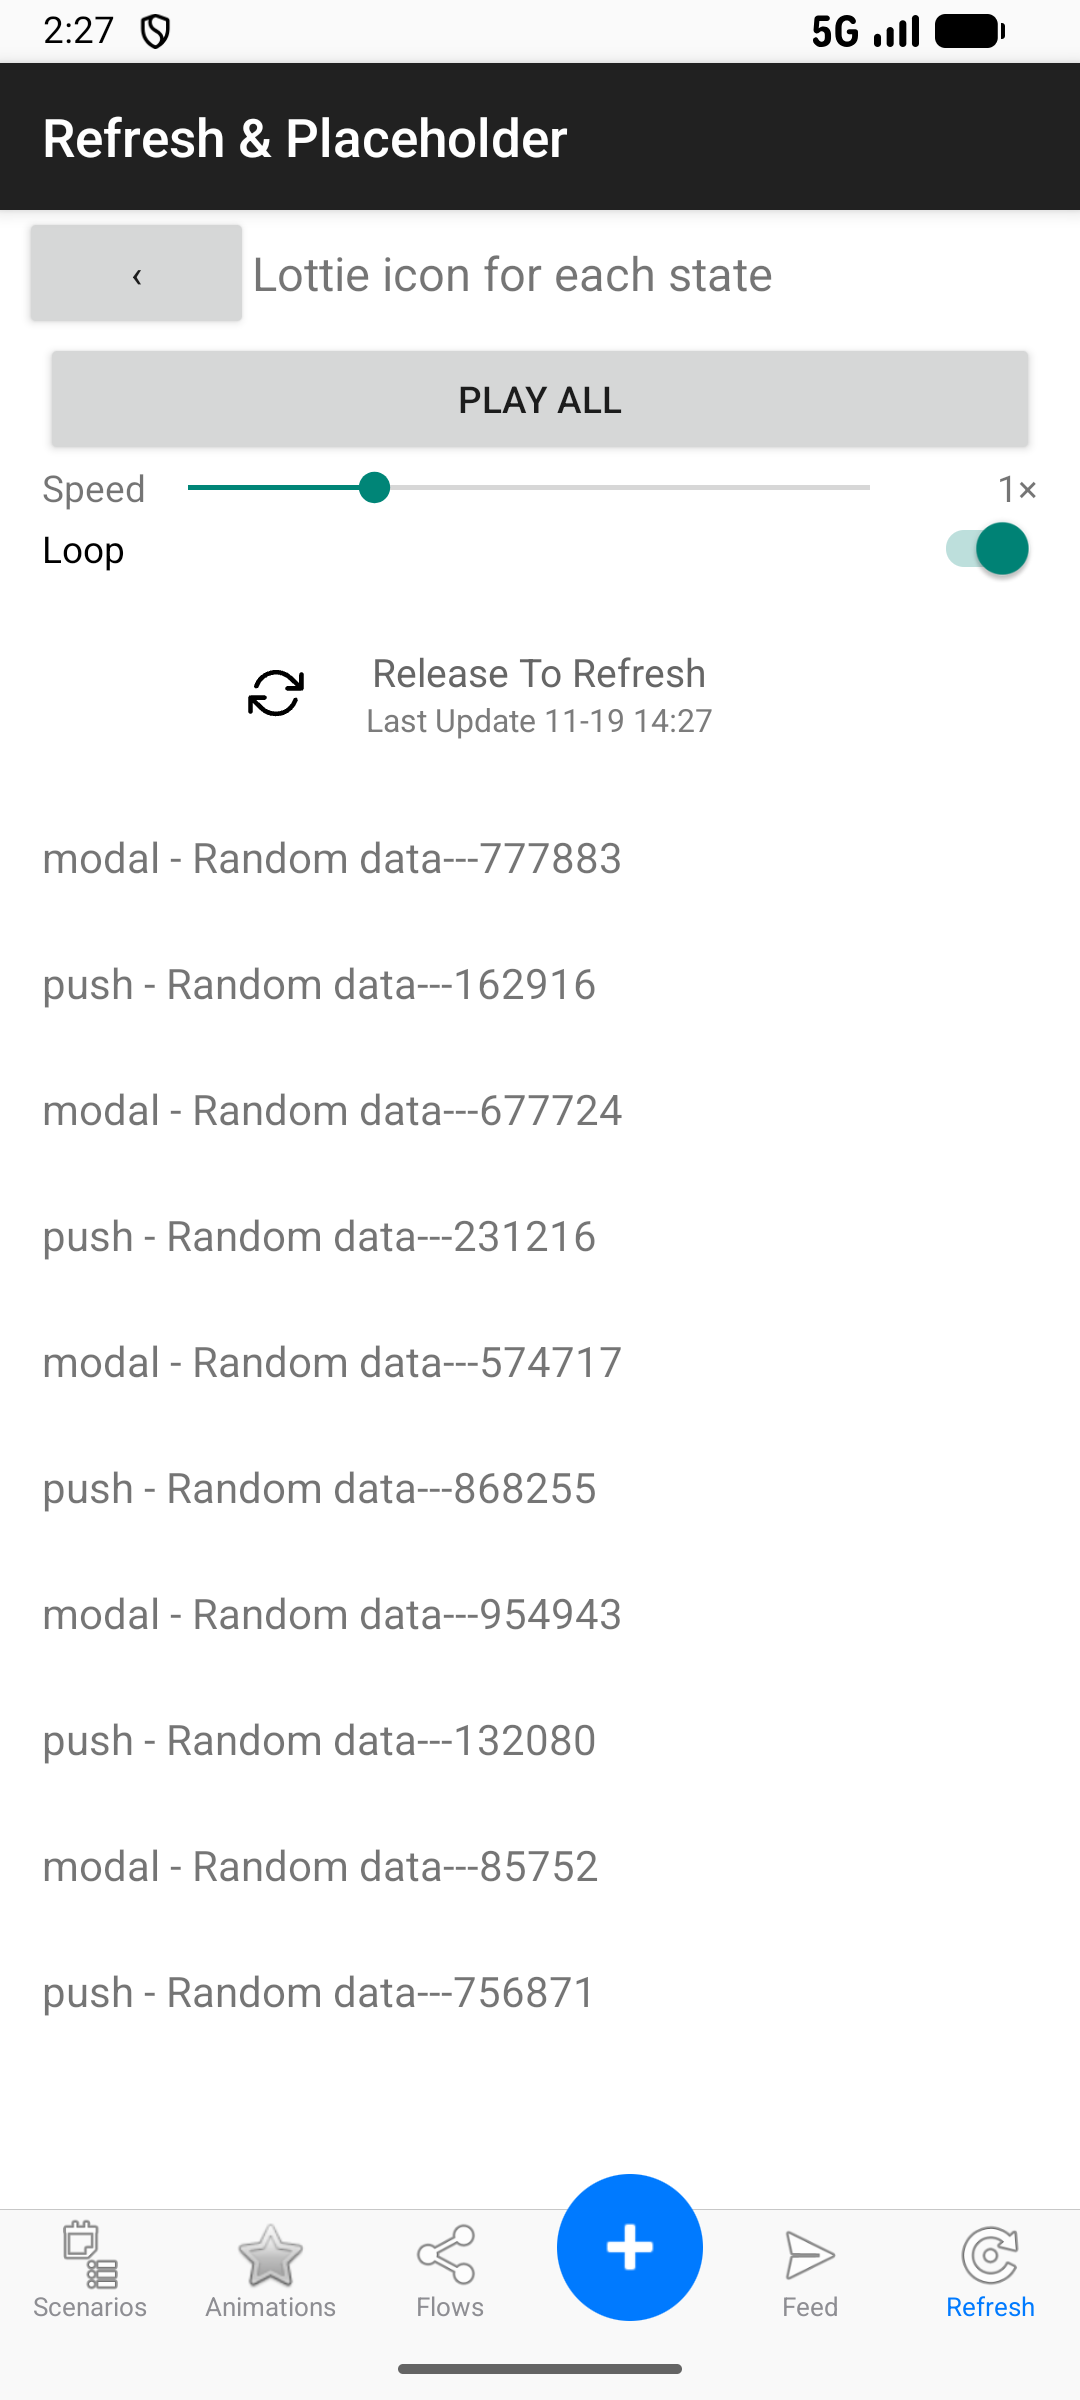 2:27
5G
Refresh & Placeholder
‹
Lottie icon for each state
PLAY ALL
Speed
1×
Loop
Release To Refresh
Last Update 11-19 14:27
modal - Random data---777883
push - Random data---162916
modal - Random data---677724
push - Random data---231216
modal - Random data---574717
push - Random data---868255
modal - Random data---954943
push - Random data---132080
modal - Random data---85752
push - Random data---756871
Scenarios
Animations
Flows
Feed
Refresh